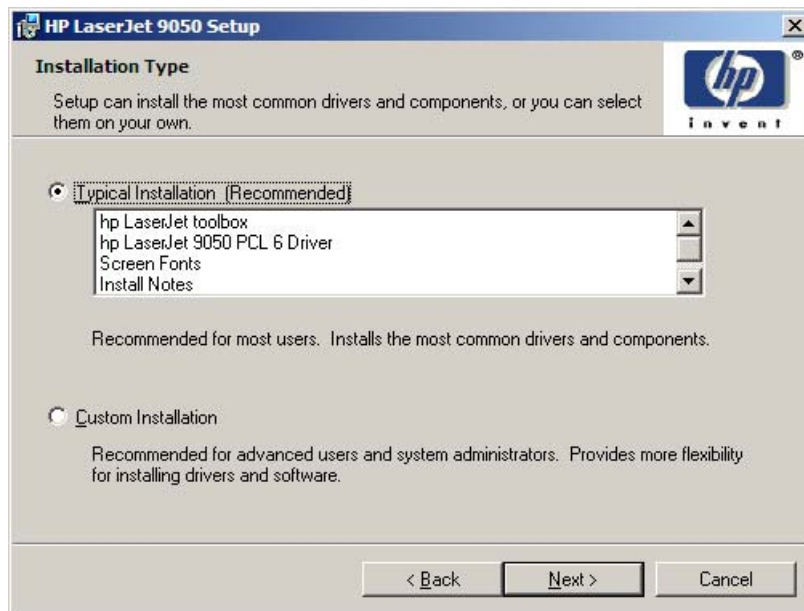 HP LaserJet 9050 Setup
Installation Type
Setup can install the most common drivers and components, or you can select
them on your own.
hp
®
invent
Typical Installation (Recommended)
hp LaserJet toolbox
hp LaserJet 9050 PCL 6 Driver
Screen Fonts
Install Notes
Recommended for most users. Installs the most common drivers and components.
Custom Installation
Recommended for advanced users and system administrators. Provides more flexibility
for installing drivers and software.
< Back
Next >
Cancel